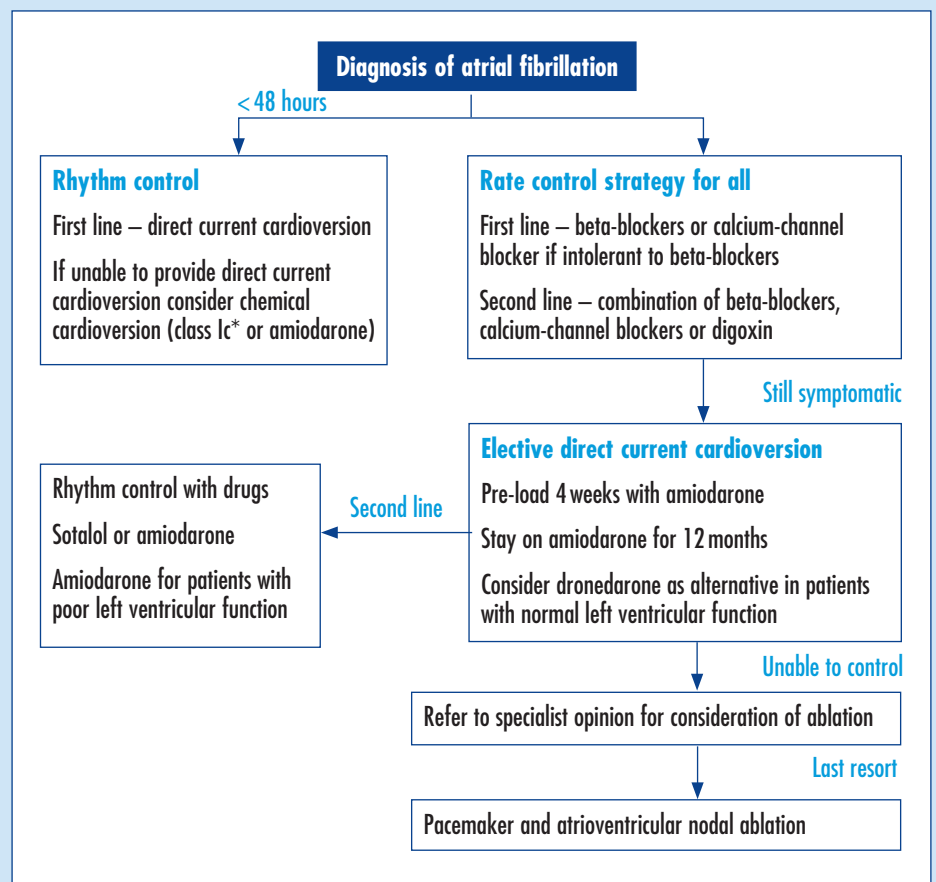 Diagnosis of atrial fibrillation
< 48 hours
Rhythm control
First line – direct current cardioversion
If unable to provide direct current
cardioversion consider chemical
cardioversion (class Ic* or amiodarone)
Rate control strategy for all
First line – beta-blockers or calcium-channel
blocker if intolerant to beta-blockers
Second line – combination of beta-blockers,
calcium-channel blockers or digoxin
Still symptomatic
Elective direct current cardioversion
Pre-load 4 weeks with amiodarone
Stay on amiodarone for 12 months
Consider dronedarone as alternative in patients
with normal left ventricular function
Second line
Rhythm control with drugs
Sotalol or amiodarone
Amiodarone for patients with
poor left ventricular function
Unable to control
Refer to specialist opinion for consideration of ablation
Last resort
Pacemaker and atrioventricular nodal ablation